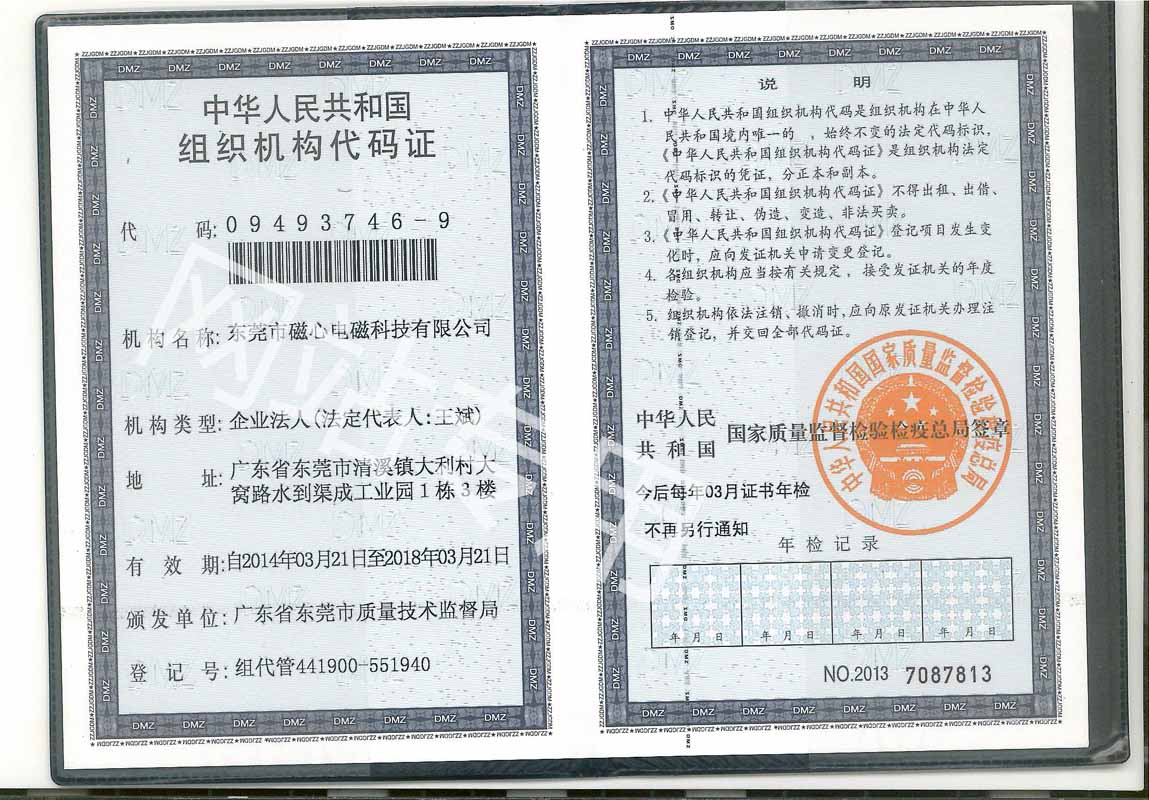 中华人民共和国
组织机构代码证
代 码: 09493746-9
机构名称: 东莞市磁心电磁科技有限公司
机构类型: 企业法人(法定代表人:王斌)
地 址: 广东省东莞市清溪镇大利村大
窝路水到渠成工业园1栋3楼
有 效 期: 自2014年03月21日至2018年03月21日
颁发单位: 广东省东莞市质量技术监督局
登 记 号: 组代管441900-551940
说 明
1. 中华人民共和国组织机构代码是组织机构在中华人
民共和国境内唯一的 ,始终不变的法定代码标识,
《中华人民共和国组织机构代码证》是组织机构法定
代码标识的凭证,分正本和副本。
2. 《中华人民共和国组织机构代码证》不得出租、出借、
冒用、转让、伪造、变造、非法买卖。
3. 《中华人民共和国组织机构代码证》登记项目发生变
化时,应向发证机关申请变更登记。
4. 各组织机构应当按有关规定,接受发证机关的年度
检验。
5. 组织机构依法注销、撤消时,应向原发证机关办理注
销登记,并交回全部代码证。
中华人民
共和国 国家质量监督检验检疫总局签章
中华人民共和国国家质量监督检验检疫总局
今后每年03月证书年检
不再另行通知
年检记录
年 月 日 年 月 日 年 月 日 年 月 日
NO.2013 7087813
DMZ
ZZJGDM